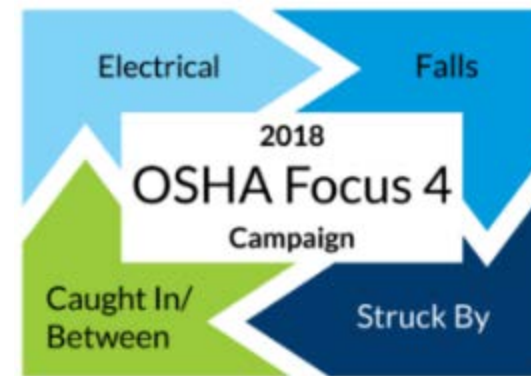 Electrical
Falls
2018
OSHA Focus 4
Campaign
Caught In/
Between
Struck By